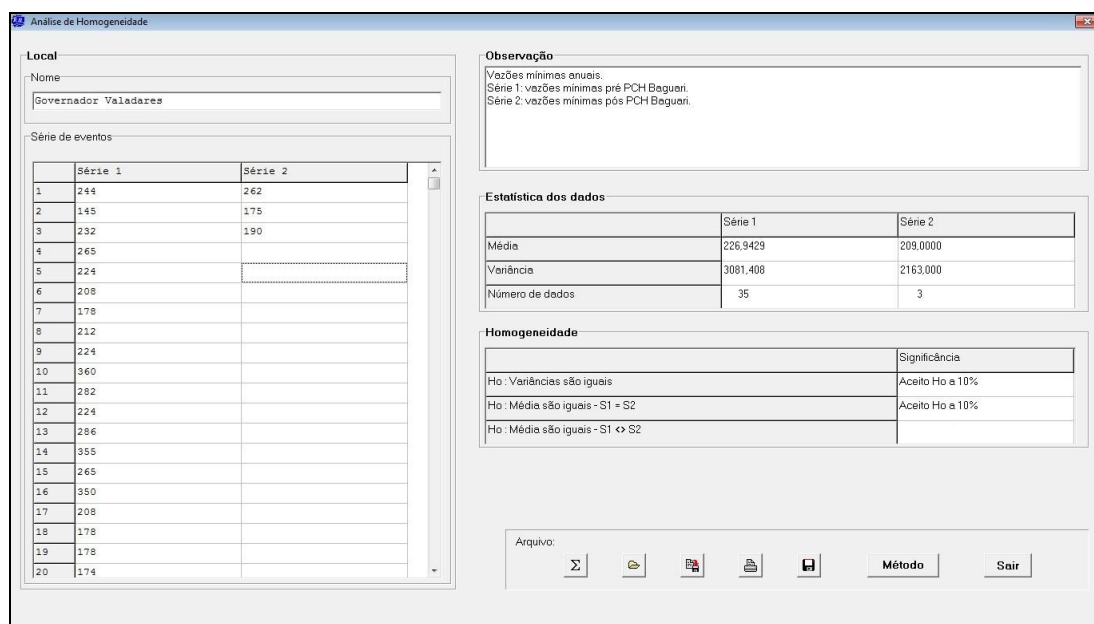 Análise de Homogeneidade
Local
Nome
Governador Valadares
Série de eventos
Série 1 Série 2
1 244 262
2 145 175
3 232 190
4 265
5 224
6 208
7 178
8 212
9 224
10 360
11 282
12 224
13 286
14 355
15 265
16 350
17 208
18 178
19 178
20 174
Observação
Vazões mínimas anuais.
Série 1: vazões mínimas pré PCH Baguari.
Série 2: vazões mínimas pós PCH Baguari.
Estatística dos dados
Série 1 Série 2
Média 226,9429 209,0000
Variância 3081,408 2163,000
Número de dados 35 3
Homogeneidade
Significância
Ho : Variâncias são iguais Aceito Ho a 10%
Ho : Média são iguais - S1 = S2 Aceito Ho a 10%
Ho : Média são iguais - S1 <> S2
Arquivo:
Σ
Método Sair